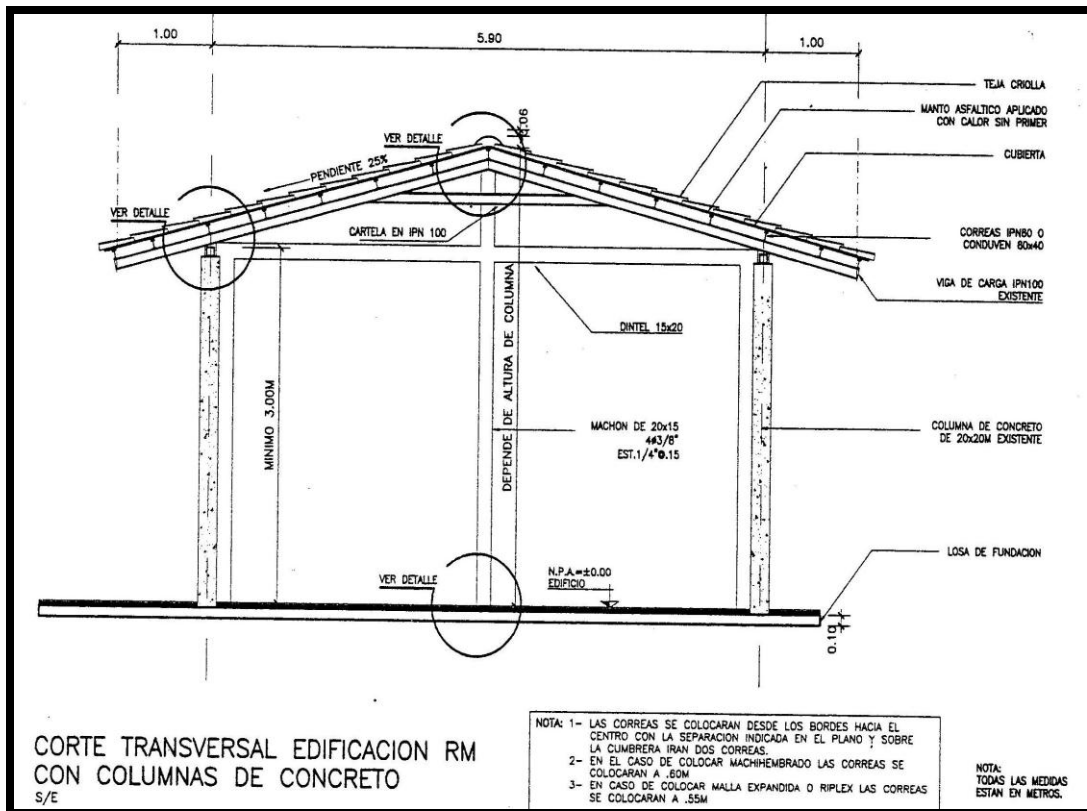 1.00
5.90
1.00
TEJA CRIOLLA
MANTO ASFALTICO APLICADO
CON CALOR SIN PRIMER
CUBIERTA
VER DETALLE
.06
PENDIENTE 25%
VER DETALLE
CARTELA EN IPN 100
CORREAS IPN80 O
CONDUVEN 80x40
VIGA DE CARGA IPN100
EXISTENTE
DINTEL 15x20
MINIMO 3.00M
DEPENDE DE ALTURA DE COLUMNA
MACHON DE 20x15
4ø3/8"
EST.1/4"@.15
COLUMNA DE CONCRETO
DE 20x20M EXISTENTE
LOSA DE FUNDACION
VER DETALLE
N.P.A.=±0.00
EDIFICIO
0.10
CORTE TRANSVERSAL EDIFICACION RM
CON COLUMNAS DE CONCRETO
S/E
NOTA: 1- LAS CORREAS SE COLOCARAN DESDE LOS BORDES HACIA EL
CENTRO CON LA SEPARACION INDICADA EN EL PLANO Y SOBRE
LA CUMBRERA IRAN DOS CORREAS.
2- EN EL CASO DE COLOCAR MACHIHEMBRADO LAS CORREAS SE
COLOCARAN A .60M
3- EN CASO DE COLOCAR MALLA EXPANDIDA O RIPLEX LAS CORREAS
SE COLOCARAN A .55M
NOTA:
TODAS LAS MEDIDAS
ESTAN EN METROS.